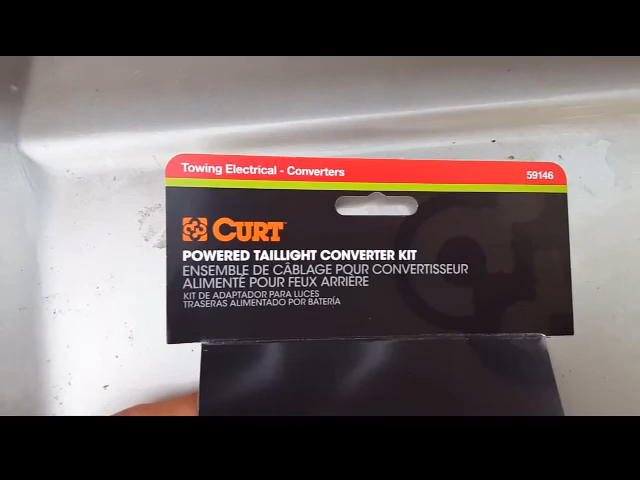 Towing Electrical - Converters 59146
CURT
POWERED TAILLIGHT CONVERTER KIT
ENSEMBLE DE CÂBLAGE POUR CONVERTISSEUR
ALIMENTÉ POUR FEUX ARRIÈRE
KIT DE ADAPTADOR PARA LUCES
TRASERAS ALIMENTADO POR BATERÍA